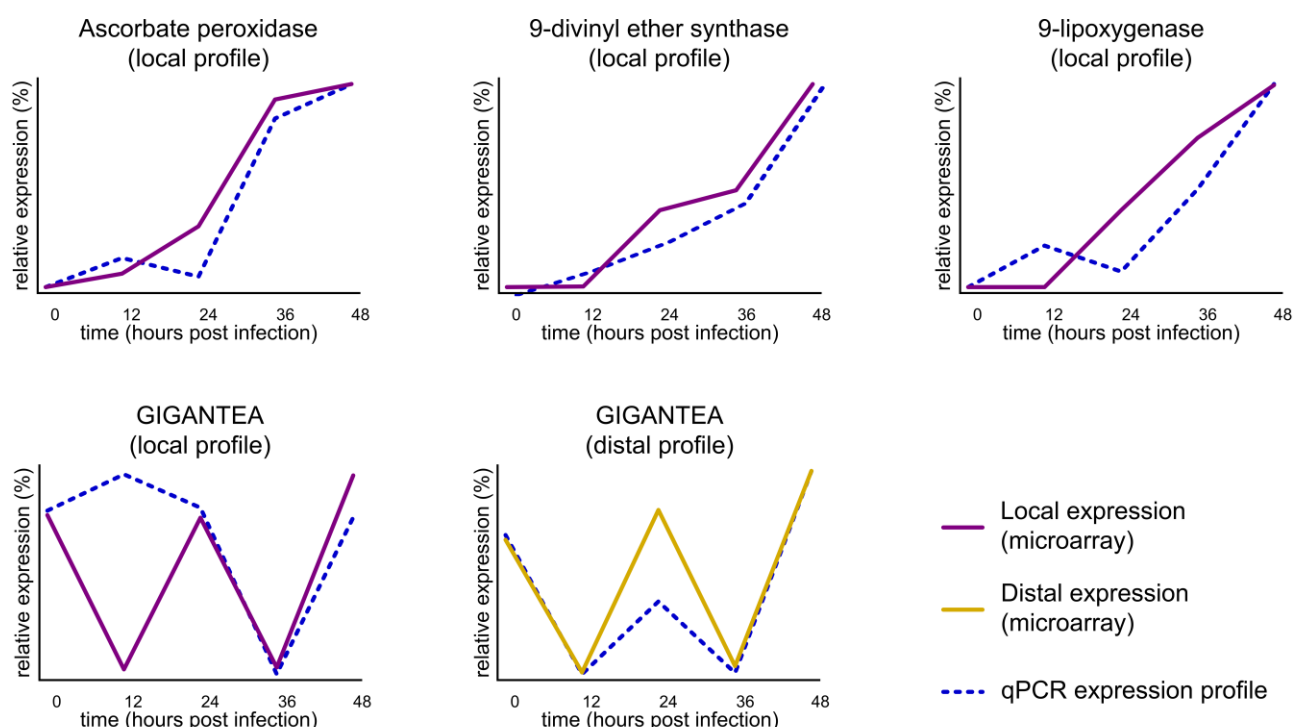 Ascorbate peroxidase
(local profile)
relative expression (%)
0 12 24 36 48
time (hours post infection)
9-divinyl ether synthase
(local profile)
relative expression (%)
0 12 24 36 48
time (hours post infection)
9-lipoxygenase
(local profile)
relative expression (%)
0 12 24 36 48
time (hours post infection)
GIGANTEA
(local profile)
relative expression (%)
0 12 24 36 48
time (hours post infection)
GIGANTEA
(distal profile)
relative expression (%)
0 12 24 36 48
time (hours post infection)
Local expression
(microarray)
Distal expression
(microarray)
qPCR expression profile